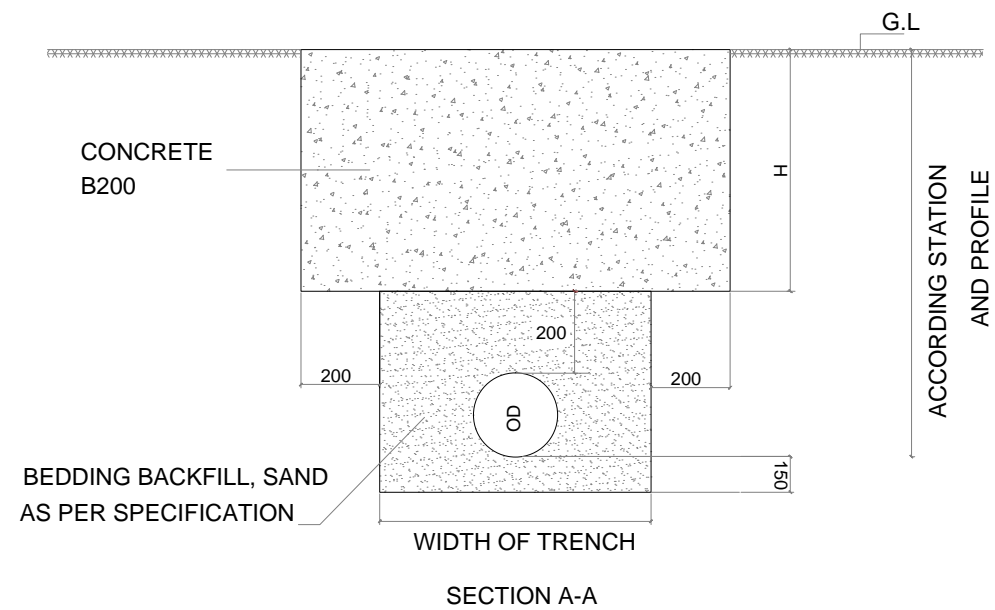 G.L
CONCRETE
B200
H
ACCORDING STATION
AND PROFILE
200
200
200
OD
BEDDING BACKFILL, SAND
AS PER SPECIFICATION
150
WIDTH OF TRENCH
SECTION A-A